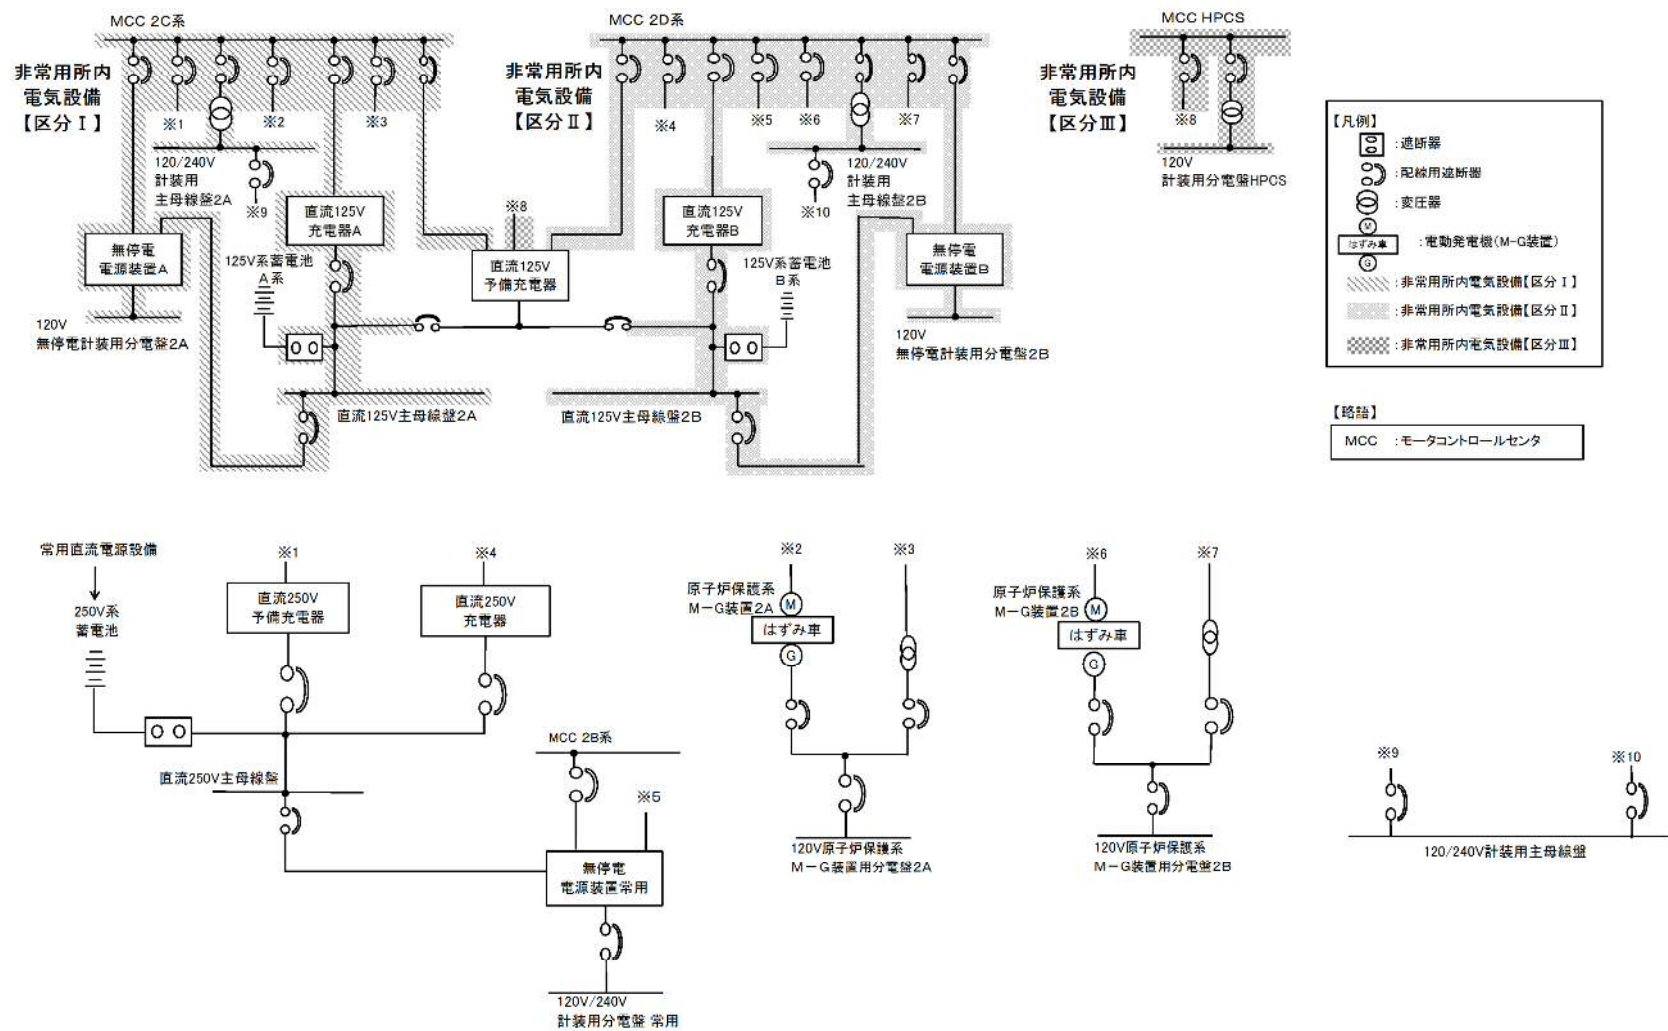 MCC 2C系
MCC 2D系
MCC HPCS
非常用所内
電気設備
【区分Ⅰ】
非常用所内
電気設備
【区分Ⅱ】
非常用所内
電気設備
【区分Ⅲ】
※1
※2
※3
※4
※5
※6
※7
※8
120/240V
計装用
主母線盤2A
※9
120/240V
計装用
主母線盤2B
※10
120V
計装用分電盤HPCS
無停電
電源装置A
直流125V
充電器A
※8
直流125V
予備充電器
直流125V
充電器B
無停電
電源装置B
125V系蓄電池
A系
125V系蓄電池
B系
120V
無停電計装用分電盤2A
120V
無停電計装用分電盤2B
直流125V主母線盤2A
直流125V主母線盤2B
【凡例】
:遮断器
:配線用遮断器
:変圧器
M
はずみ車
G
:電動発電機(M-G装置)
:非常用所内電気設備【区分Ⅰ】
:非常用所内電気設備【区分Ⅱ】
:非常用所内電気設備【区分Ⅲ】
【略語】
MCC :モータコントロールセンタ
常用直流電源設備
250V系
蓄電池
※1
直流250V
予備充電器
※4
直流250V
充電器
直流250V主母線盤
MCC 2B系
※5
無停電
電源装置常用
120V/240V
計装用分電盤 常用
※2
※3
原子炉保護系
M-G装置2A
M
はずみ車
G
120V原子炉保護系
M-G装置用分電盤2A
※6
※7
原子炉保護系
M-G装置2B
M
はずみ車
G
120V原子炉保護系
M-G装置用分電盤2B
※9
※10
120/240V計装用主母線盤